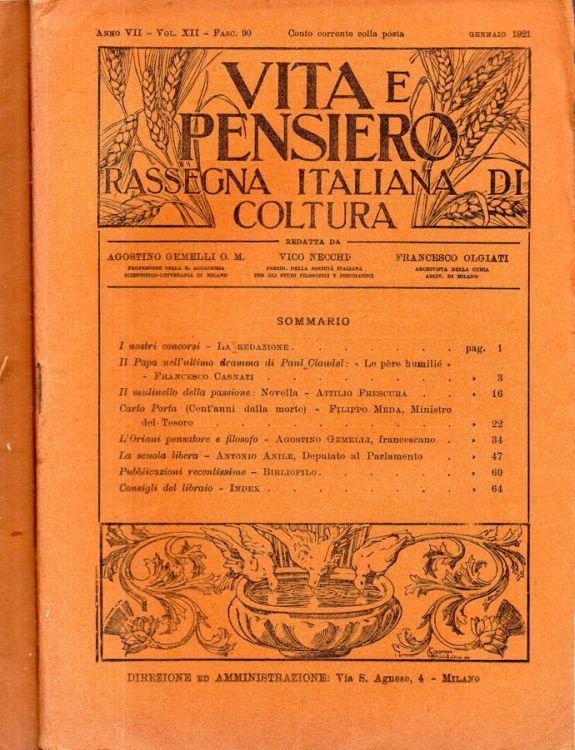 ANNO VII - VOL. XII - FASC. 90 Conto corrente colla posta GENNAIO 1921
VITA E
PENSIERO
RASSEGNA ITALIANA DI
COLTURA
REDATTA DA
AGOSTINO GEMELLI O. M. VICO NECCHI FRANCESCO OLGIATI
PROFESSORE DELLA R. ACCADEMIA PRESID. DELLA SOCIETÀ ITALIANA ARCHIVISTA DELLA CURIA
SCIENTIFICO-LETTERARIA DI MILANO PER GLI STUDI FILOSOFICI E PSICOLOGICI ARCIV. DI MILANO
SOMMARIO
I nostri concorsi - LA REDAZIONE . . . . . . . pag. 1
Il Papa nell'ultimo dramma di Paul Claudel: « Le père humilié »
- FRANCESCO CASNATI . . . . . . . . » 3
Il mulinello della passione: Novella - ATTILIO FRESCURA . . » 16
Carlo Porta (Cent'anni dalla morte) - FILIPPO MEDA, Ministro
del Tesoro . . . . . . . . . . » 22
L'Oriani pensatore e filosofo - AGOSTINO GEMELLI, francescano . » 34
La scuola libera - ANTONIO ANILE, Deputato al Parlamento . » 47
Pubblicazioni recentissime - BIBLIOFILO . . . . . . » 60
Consigli del libraio - INDEX . . . . . . . . » 64
DIREZIONE ED AMMINISTRAZIONE: Via S. Agnese, 4 - MILANO